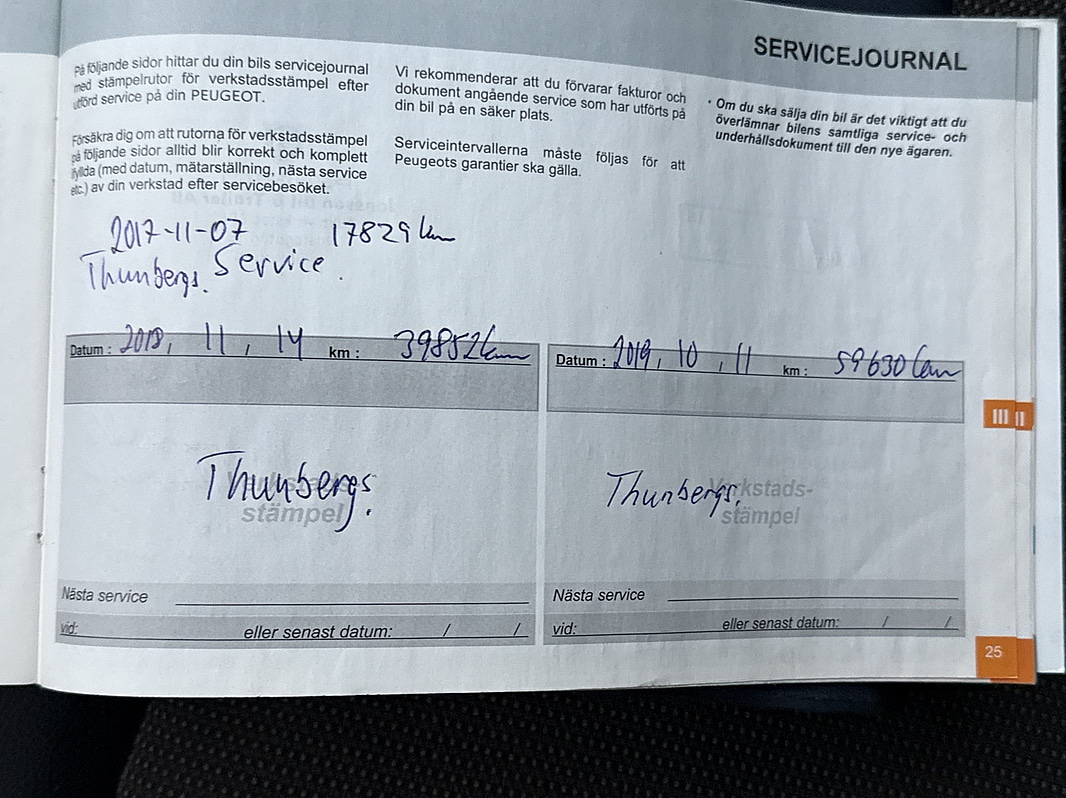 SERVICEJOURNAL
På följande sidor hittar du din bils servicejournal
med stämpelrutor för verkstadsstämpel efter
utförd service på din PEUGEOT.
Försäkra dig om att rutorna för verkstadsstämpel
på följande sidor alltid blir korrekt och komplett
ifyllda (med datum, mätarställning, nästa service
etc.) av din verkstad efter servicebesöket.
Vi rekommenderar att du förvarar fakturor och
dokument angående service som har utförts på
din bil på en säker plats.
Serviceintervallerna måste följas för att
Peugeots garantier ska gälla.
• Om du ska sälja din bil är det viktigt att du
överlämnar bilens samtliga service- och
underhållsdokument till den nye ägaren.
2017-11-07 17829 km
Thunbergs. Service.
Datum : 2018, 11, 14 km : 39852 km
Thunbergs.
stämpel
Nästa service
vid: eller senast datum: / /
Datum : 2019, 10, 11 km : 59630 km
Thunbergs. Verkstads-
stämpel
Nästa service
vid: eller senast datum: / /
III II
25